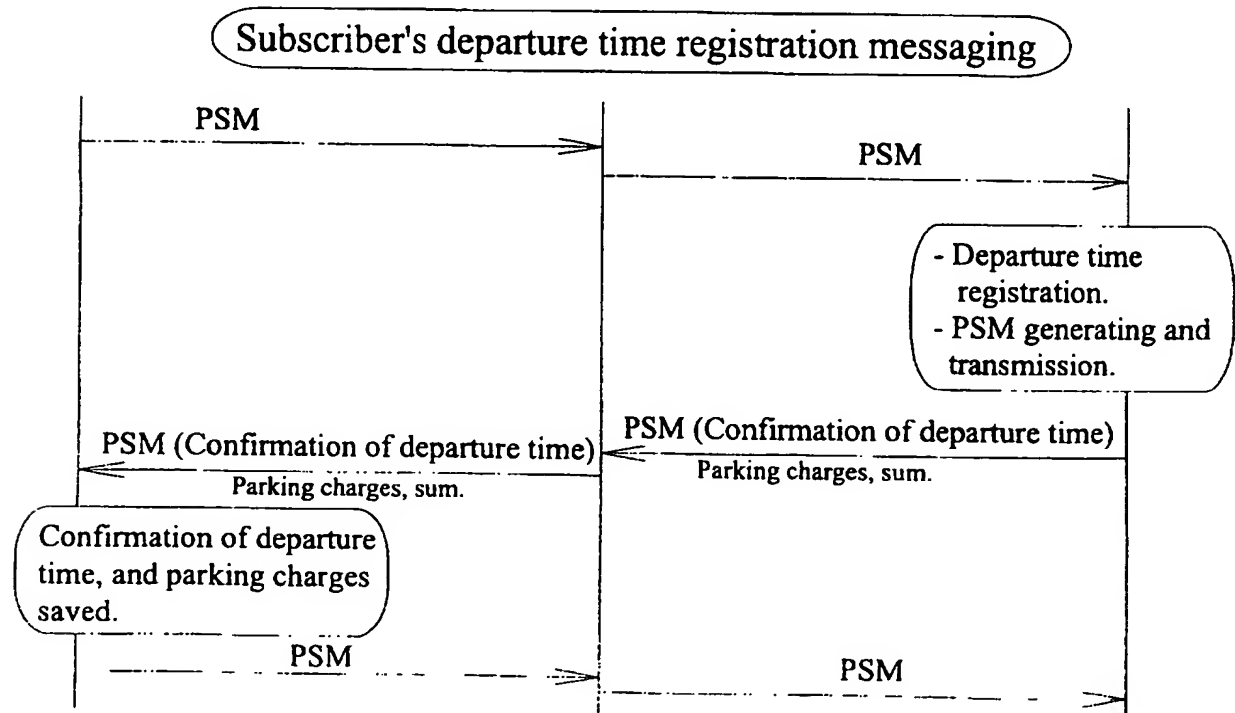 Subscriber's departure time registration messaging
PSM
PSM
- Departure time
registration.
- PSM generating and
transmission.
PSM (Confirmation of departure time)
Parking charges, sum.
PSM (Confirmation of departure time)
Parking charges, sum.
Confirmation of departure
time, and parking charges
saved.
PSM
PSM